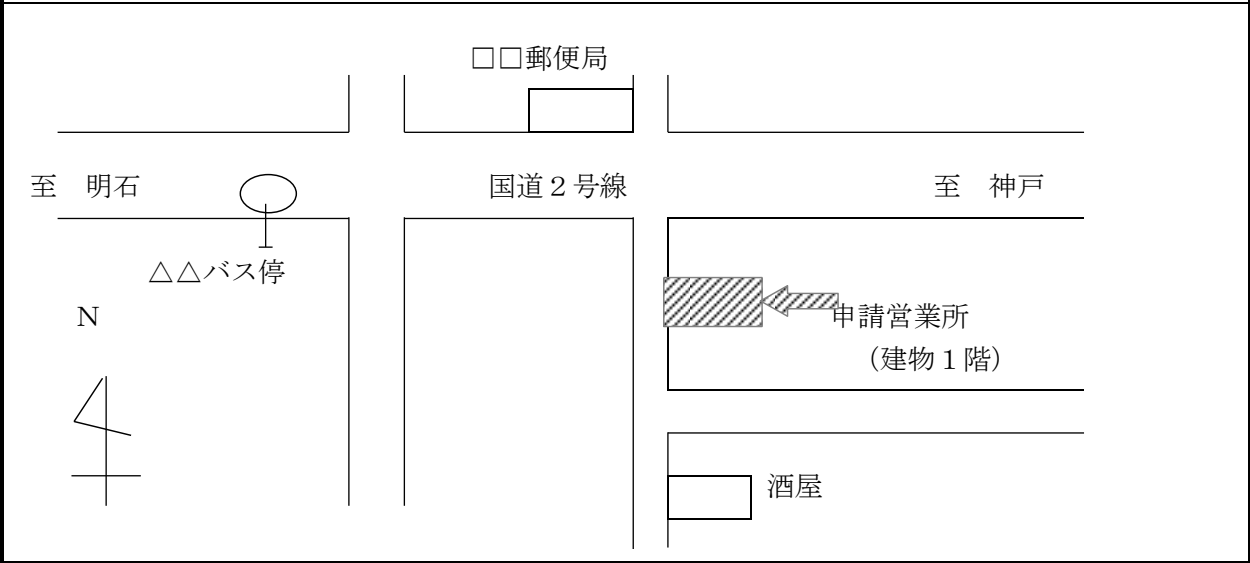 □□郵便局
至　明石
国道２号線
至　神戸
△△バス停
Ｎ
申請営業所
（建物１階）
酒屋